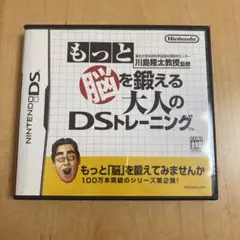 Nintendo
東北大学未来科学技術共同研究センター
川島隆太教授監修
もっと
脳を鍛える
大人の
DSトレーニング
NINTENDO DS
もっと「脳」を鍛えてみませんか
100万本突破のシリーズ第2弾!